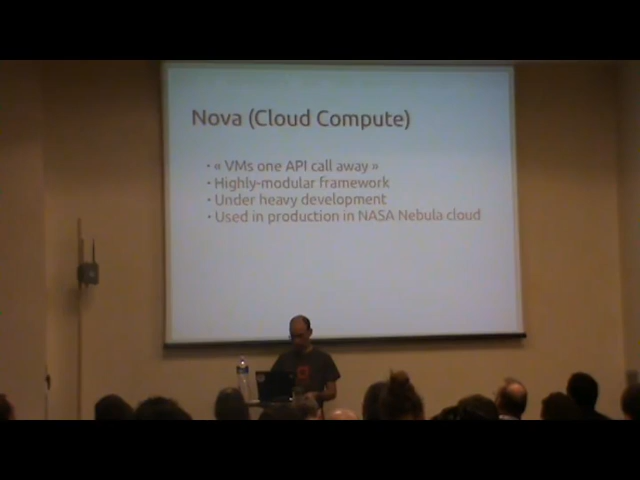 Nova (Cloud Compute)
• « VMs one API call away »
• Highly-modular framework
• Under heavy development
• Used in production in NASA Nebula cloud